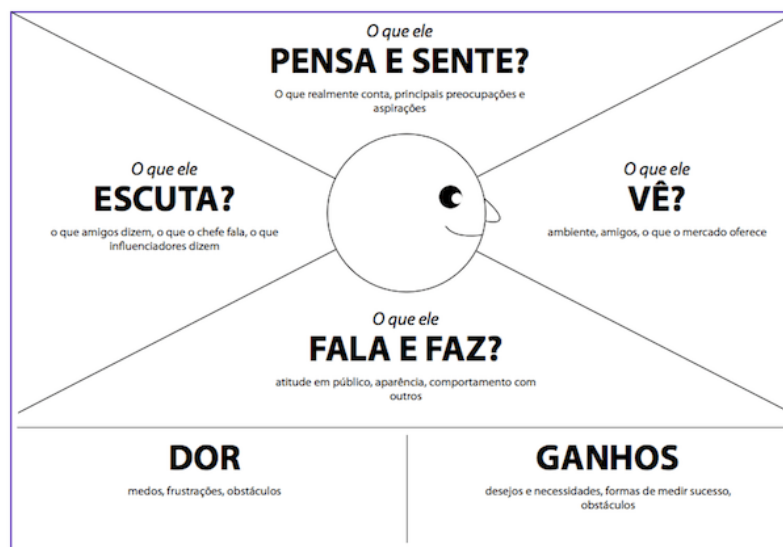 O que ele
PENSA E SENTE?
O que realmente conta, principais preocupações e
aspirações
O que ele
ESCUTA?
o que amigos dizem, o que o chefe fala, o que
influenciadores dizem
O que ele
VÊ?
ambiente, amigos, o que o mercado oferece
O que ele
FALA E FAZ?
atitude em público, aparência, comportamento com
outros
DOR
medos, frustrações, obstáculos
GANHOS
desejos e necessidades, formas de medir sucesso,
obstáculos